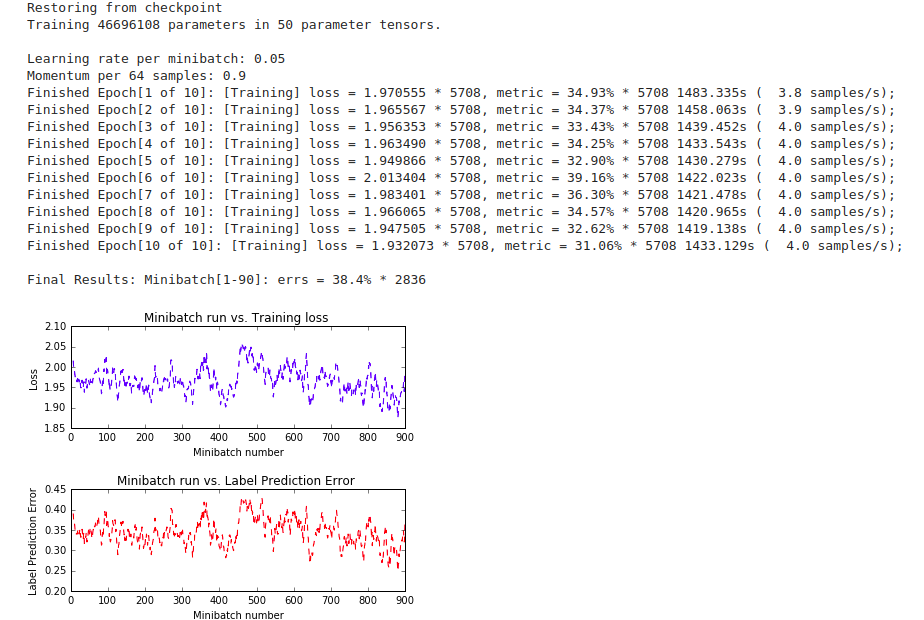 Restoring from checkpoint
Training 46696108 parameters in 50 parameter tensors.
Learning rate per minibatch: 0.05
Momentum per 64 samples: 0.9
Finished Epoch[1 of 10]: [Training] loss = 1.970555 * 5708, metric = 34.93% * 5708 1483.335s (  3.8 samples/s);
Finished Epoch[2 of 10]: [Training] loss = 1.965567 * 5708, metric = 34.37% * 5708 1458.063s (  3.9 samples/s);
Finished Epoch[3 of 10]: [Training] loss = 1.956353 * 5708, metric = 33.43% * 5708 1439.452s (  4.0 samples/s);
Finished Epoch[4 of 10]: [Training] loss = 1.963490 * 5708, metric = 34.25% * 5708 1433.543s (  4.0 samples/s);
Finished Epoch[5 of 10]: [Training] loss = 1.949866 * 5708, metric = 32.90% * 5708 1430.279s (  4.0 samples/s);
Finished Epoch[6 of 10]: [Training] loss = 2.013404 * 5708, metric = 39.16% * 5708 1422.023s (  4.0 samples/s);
Finished Epoch[7 of 10]: [Training] loss = 1.983401 * 5708, metric = 36.30% * 5708 1421.478s (  4.0 samples/s);
Finished Epoch[8 of 10]: [Training] loss = 1.966065 * 5708, metric = 34.57% * 5708 1420.965s (  4.0 samples/s);
Finished Epoch[9 of 10]: [Training] loss = 1.947505 * 5708, metric = 32.62% * 5708 1419.138s (  4.0 samples/s);
Finished Epoch[10 of 10]: [Training] loss = 1.932073 * 5708, metric = 31.06% * 5708 1433.129s (  4.0 samples/s);
Final Results: Minibatch[1-90]: errs = 38.4% * 2836
Minibatch run vs. Training loss
2.10
2.05
2.00
1.95
1.90
1.85
Loss
0 100 200 300 400 500 600 700 800 900
Minibatch number
Minibatch run vs. Label Prediction Error
0.45
0.40
0.35
0.30
0.25
0.20
Label Prediction Error
0 100 200 300 400 500 600 700 800 900
Minibatch number